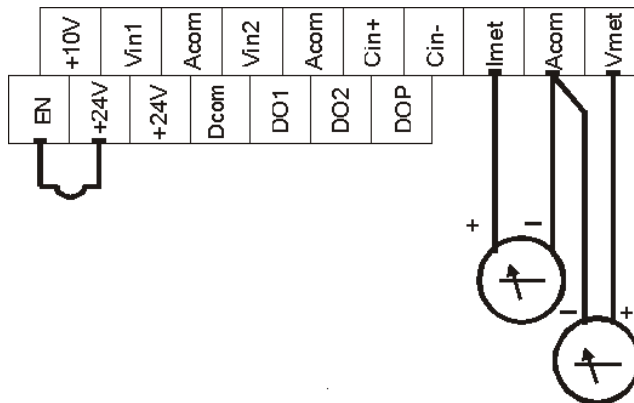 +10V Vin1 Acom Vin2 Acom Cin+ Cin- Imet Acom Vmet
EN +24V +24V Dcom DO1 DO2 DOP
+ −
− +